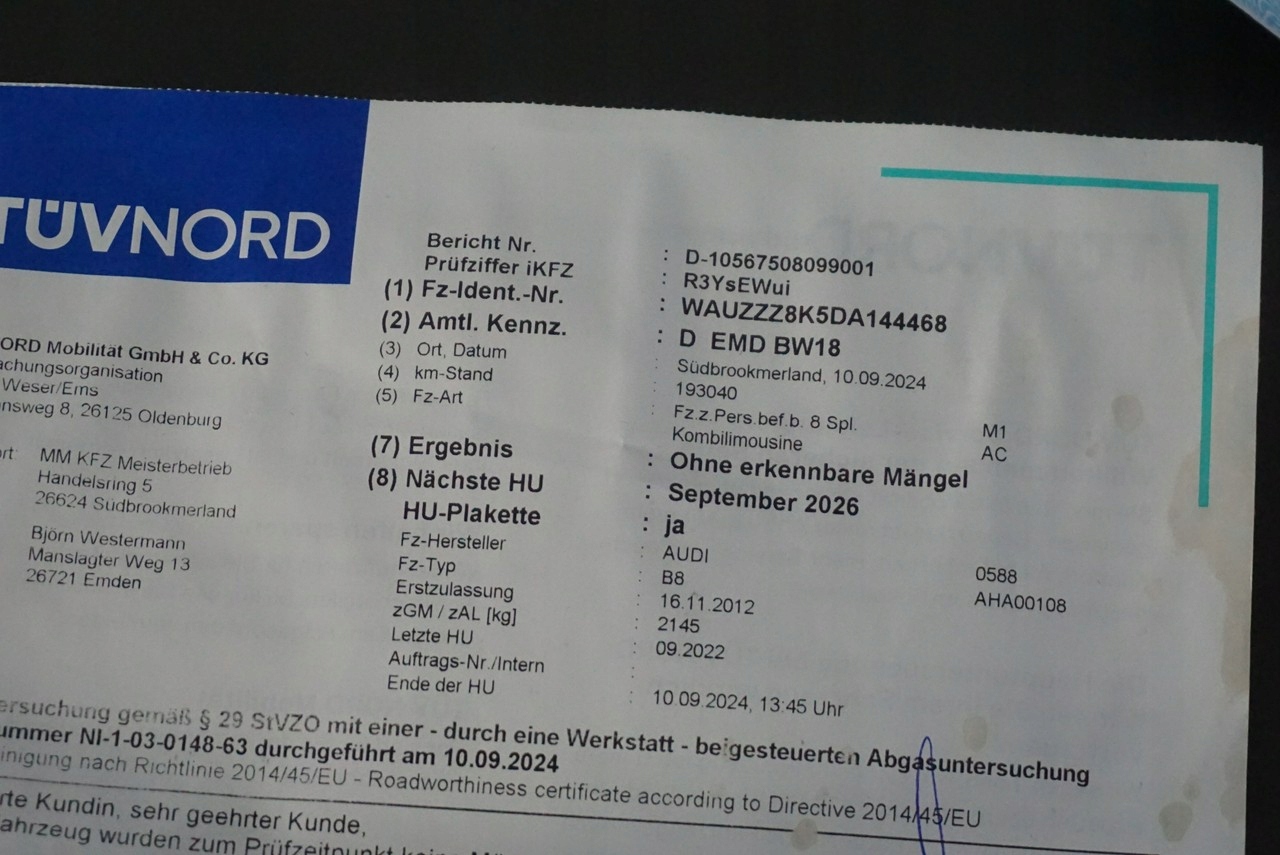 TÜVNORD
Bericht Nr. : D-10567508099001
Prüfziffer iKFZ : R3YsEWui
(1) Fz-Ident.-Nr. : WAUZZZ8K5DA144468
(2) Amtl. Kennz. : D EMD BW18
(3) Ort, Datum : Südbrookmerland, 10.09.2024
(4) km-Stand : 193040
(5) Fz-Art : Fz.z.Pers.bef.b. 8 Spl. M1
Kombilimousine AC
(7) Ergebnis : Ohne erkennbare Mängel
(8) Nächste HU : September 2026
HU-Plakette : ja
Fz-Hersteller : AUDI 0588
Fz-Typ : B8 AHA00108
Erstzulassung : 16.11.2012
zGM / zAL [kg] : 2145
Letzte HU : 09.2022
Auftrags-Nr./Intern :
Ende der HU : 10.09.2024, 13:45 Uhr
ORD Mobilität GmbH & Co. KG
achungsorganisation
Weser/Ems
nsweg 8, 26125 Oldenburg
ort MM KFZ Meisterbetrieb
Handelsring 5
26624 Südbrookmerland
Björn Westermann
Manslagter Weg 13
26721 Emden
ersuchung gemäß § 29 StVZO mit einer - durch eine Werkstatt - beigesteuerten Abgasuntersuchung
ummer NI-1-03-0148-63 durchgeführt am 10.09.2024
inigung nach Richtlinie 2014/45/EU - Roadworthiness certificate according to Directive 2014/45/EU
rte Kundin, sehr geehrter Kunde,
ahrzeug wurden zum Prüfzeitpunkt